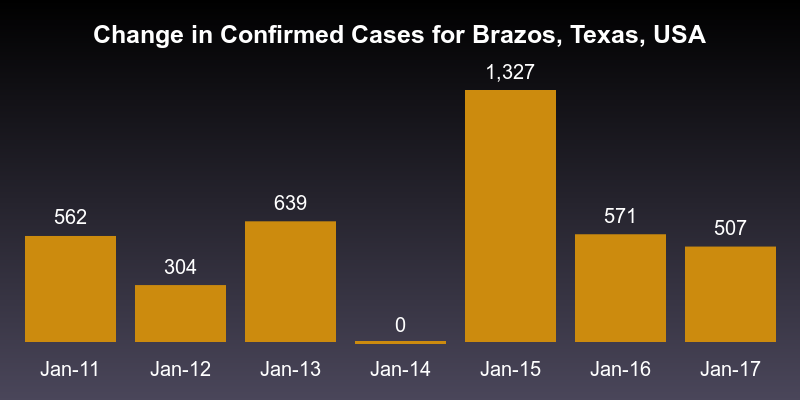 Change in Confirmed Cases for Brazos, Texas, USA
562
304
639
0
1,327
571
507
Jan-11
Jan-12
Jan-13
Jan-14
Jan-15
Jan-16
Jan-17